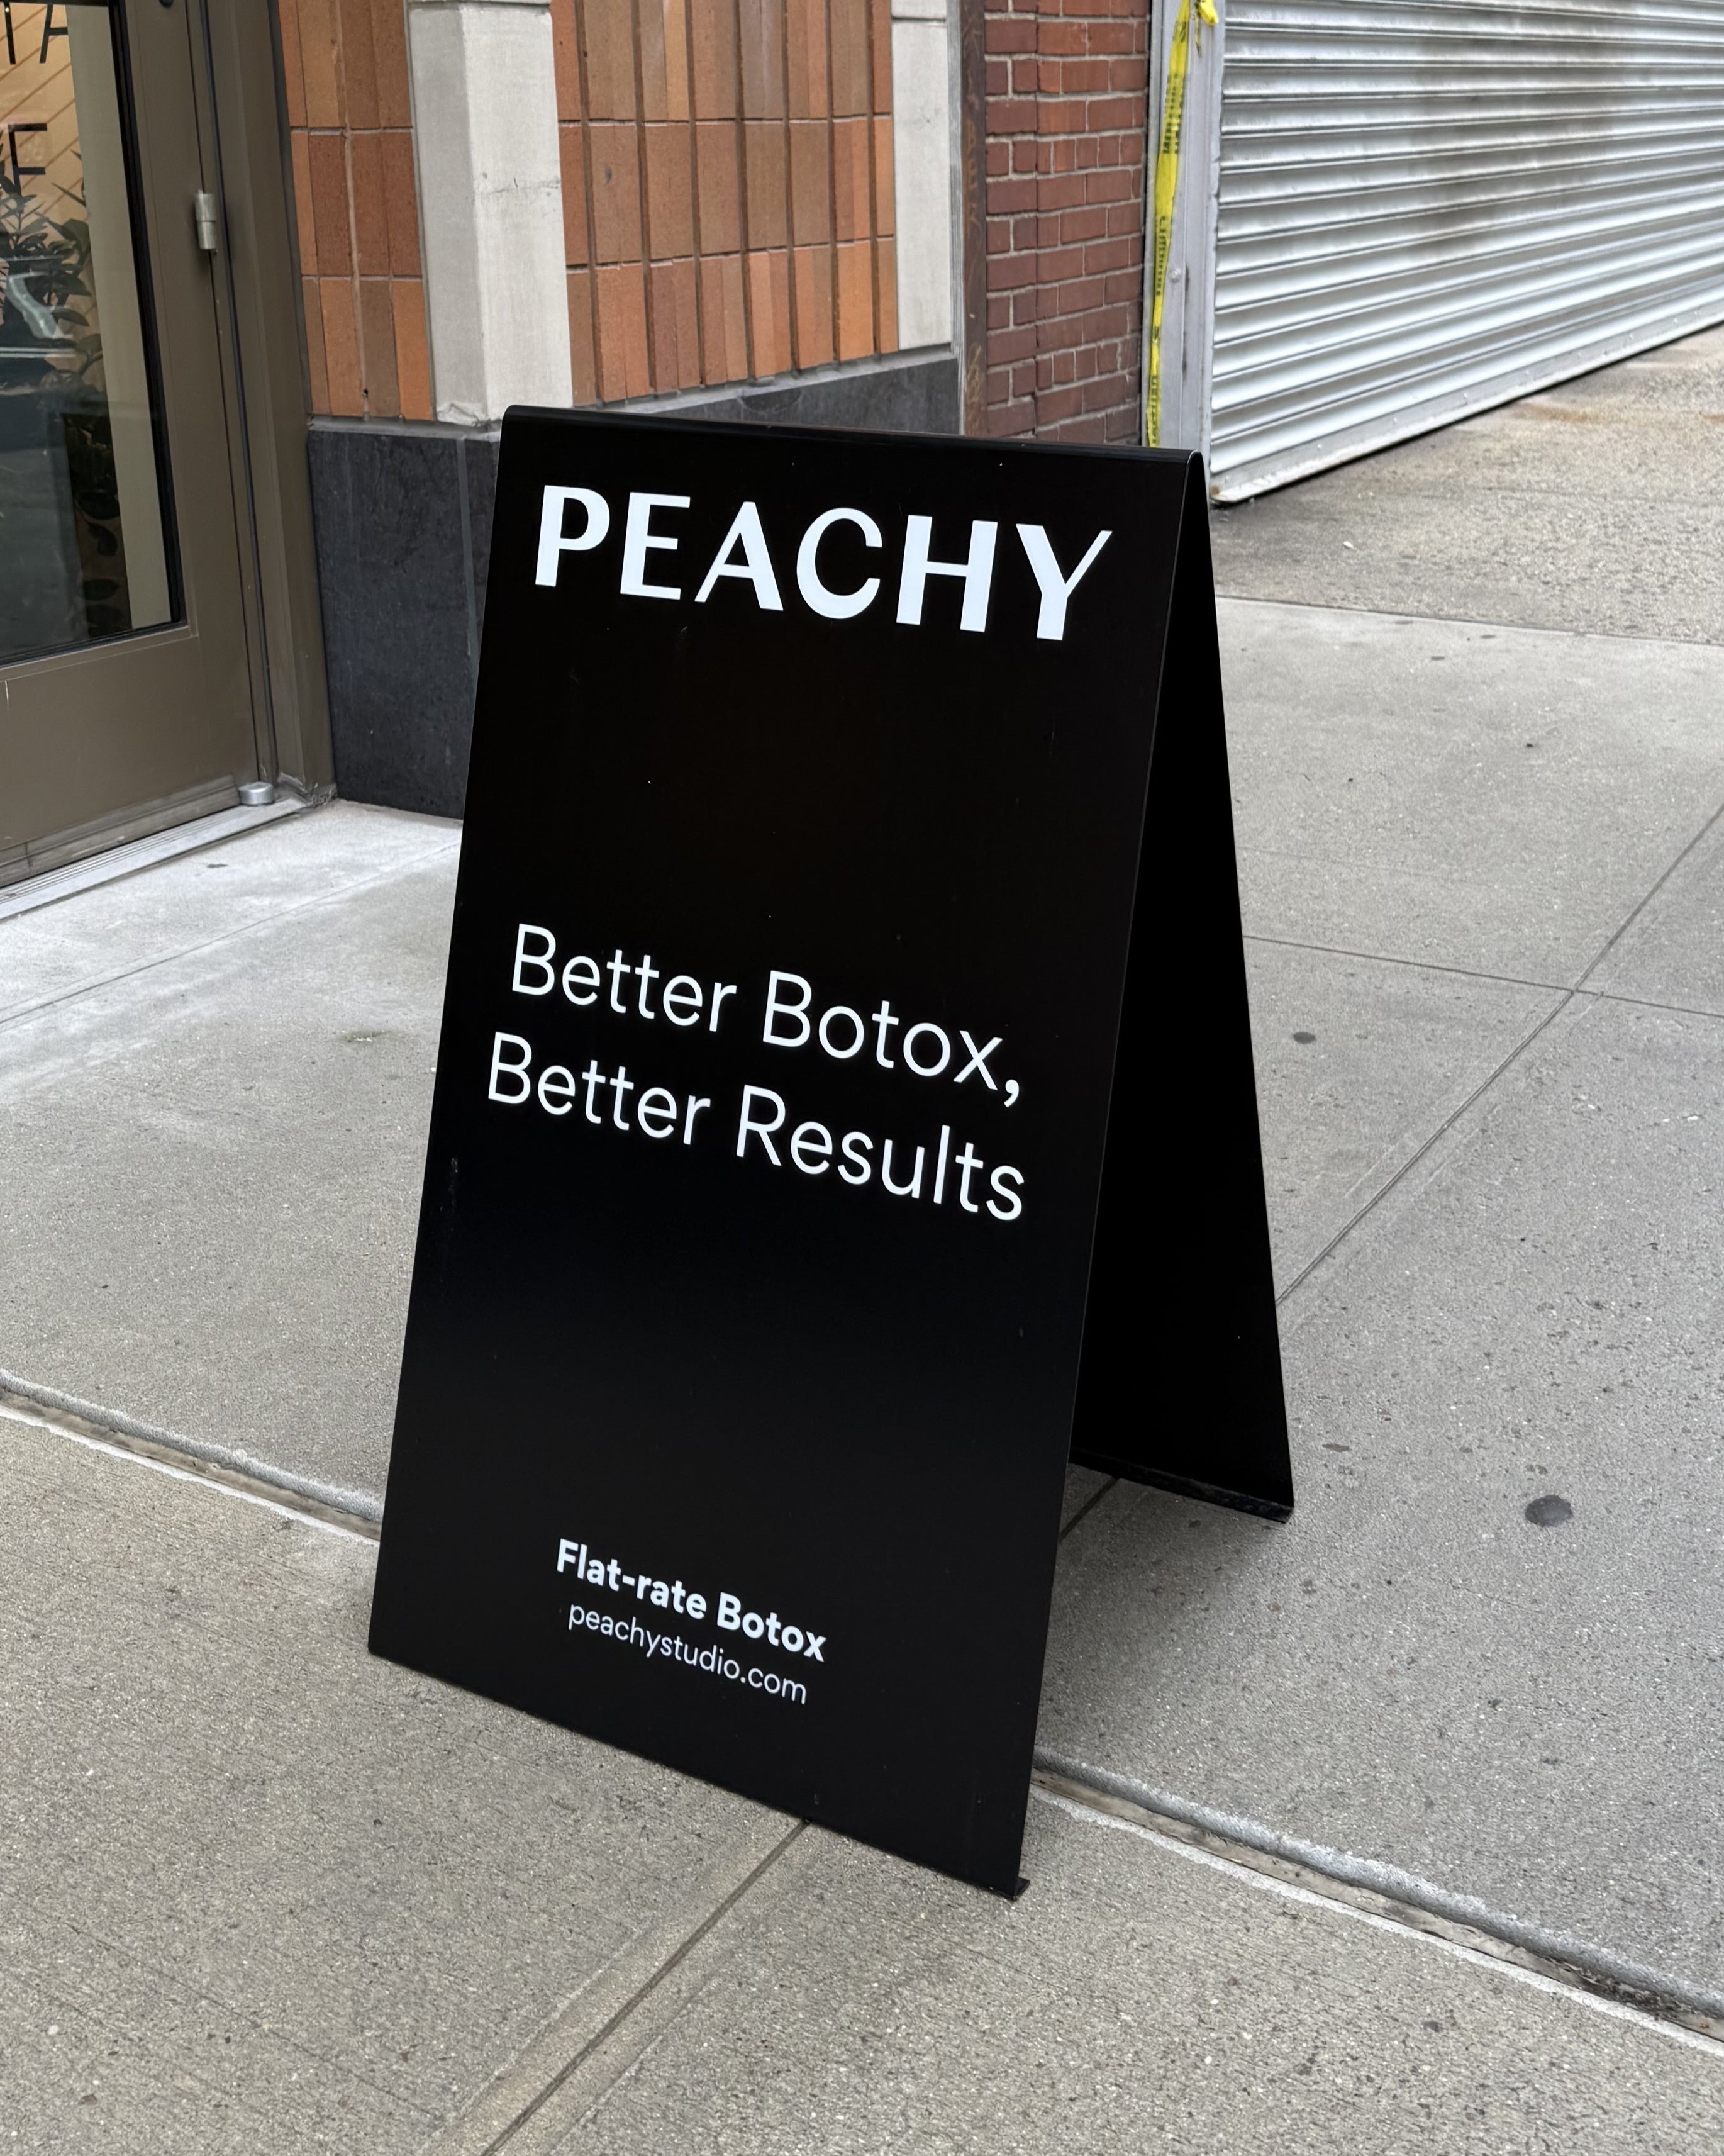 PEACHY
Better Botox,
Better Results
Flat-rate Botox
peachystudio.com